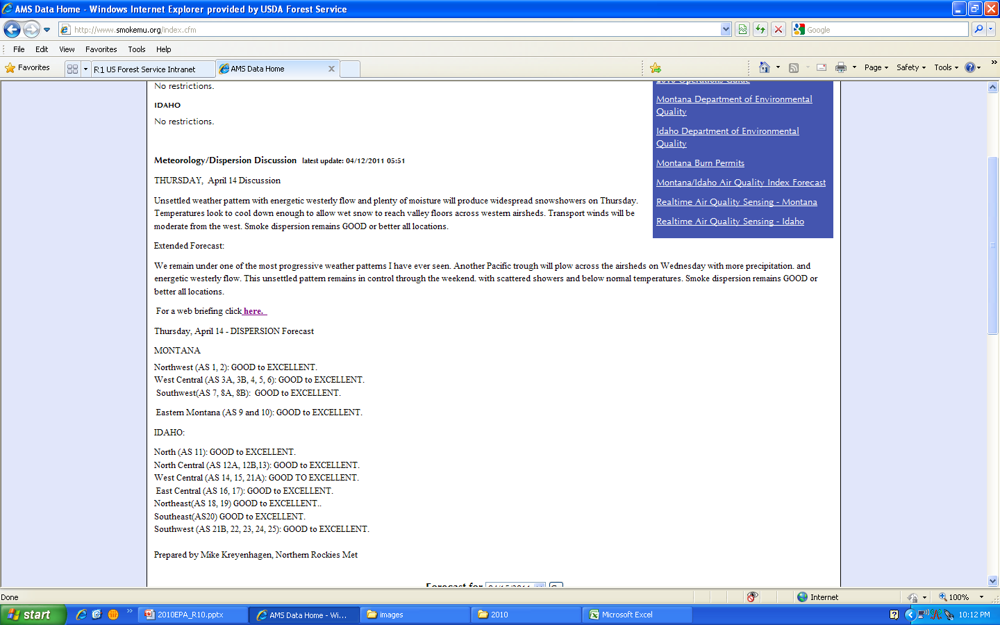 AMS Data Home - Windows Internet Explorer provided by USDA Forest Service
http://www.smokemu.org/index.cfm
Google
File Edit View Favorites Tools Help
Favorites R1 US Forest Service Intranet AMS Data Home Page Safety Tools
No restrictions.
IDAHO
No restrictions.
Meteorology/Dispersion Discussion latest update: 04/12/2011 05:51
THURSDAY, April 14 Discussion
Unsettled weather pattern with energetic westerly flow and plenty of moisture will produce widespread snowshowers on Thursday.
Temperatures look to cool down enough to allow wet snow to reach valley floors across western airsheds. Transport winds will be
moderate from the west. Smoke dispersion remains GOOD or better all locations.
Extended Forecast:
We remain under one of the most progressive weather patterns I have ever seen. Another Pacific trough will plow across the airsheds on Wednesday with more precipitation. and
energetic westerly flow. This unsettled pattern remains in control through the weekend. with scattered showers and below normal temperatures. Smoke dispersion remains GOOD or
better all locations.
For a web briefing click here.
Thursday, April 14 - DISPERSION Forecast
MONTANA
Northwest (AS 1, 2): GOOD to EXCELLENT.
West Central (AS 3A, 3B, 4, 5, 6): GOOD to EXCELLENT.
Southwest(AS 7, 8A, 8B): GOOD to EXCELLENT.
Eastern Montana (AS 9 and 10): GOOD to EXCELLENT.
IDAHO:
North (AS 11): GOOD to EXCELLENT.
North Central (AS 12A, 12B,13): GOOD to EXCELLENT.
West Central (AS 14, 15, 21A): GOOD TO EXCELLENT.
East Central (AS 16, 17): GOOD to EXCELLENT.
Northeast(AS 18, 19) GOOD to EXCELLENT..
Southeast(AS20) GOOD to EXCELLENT.
Southwest (AS 21B, 22, 23, 24, 25): GOOD to EXCELLENT.
Prepared by Mike Kreyenhagen, Northern Rockies Met
Forecast for
2010 Operations Guide
Montana Department of Environmental
Quality
Idaho Department of Environmental
Quality
Montana Burn Permits
Montana/Idaho Air Quality Index Forecast
Realtime Air Quality Sensing - Montana
Realtime Air Quality Sensing - Idaho
Done Internet 100%
start 2010EPA_R10.pptx AMS Data Home - Wi... images 2010 Microsoft Excel 10:12 PM